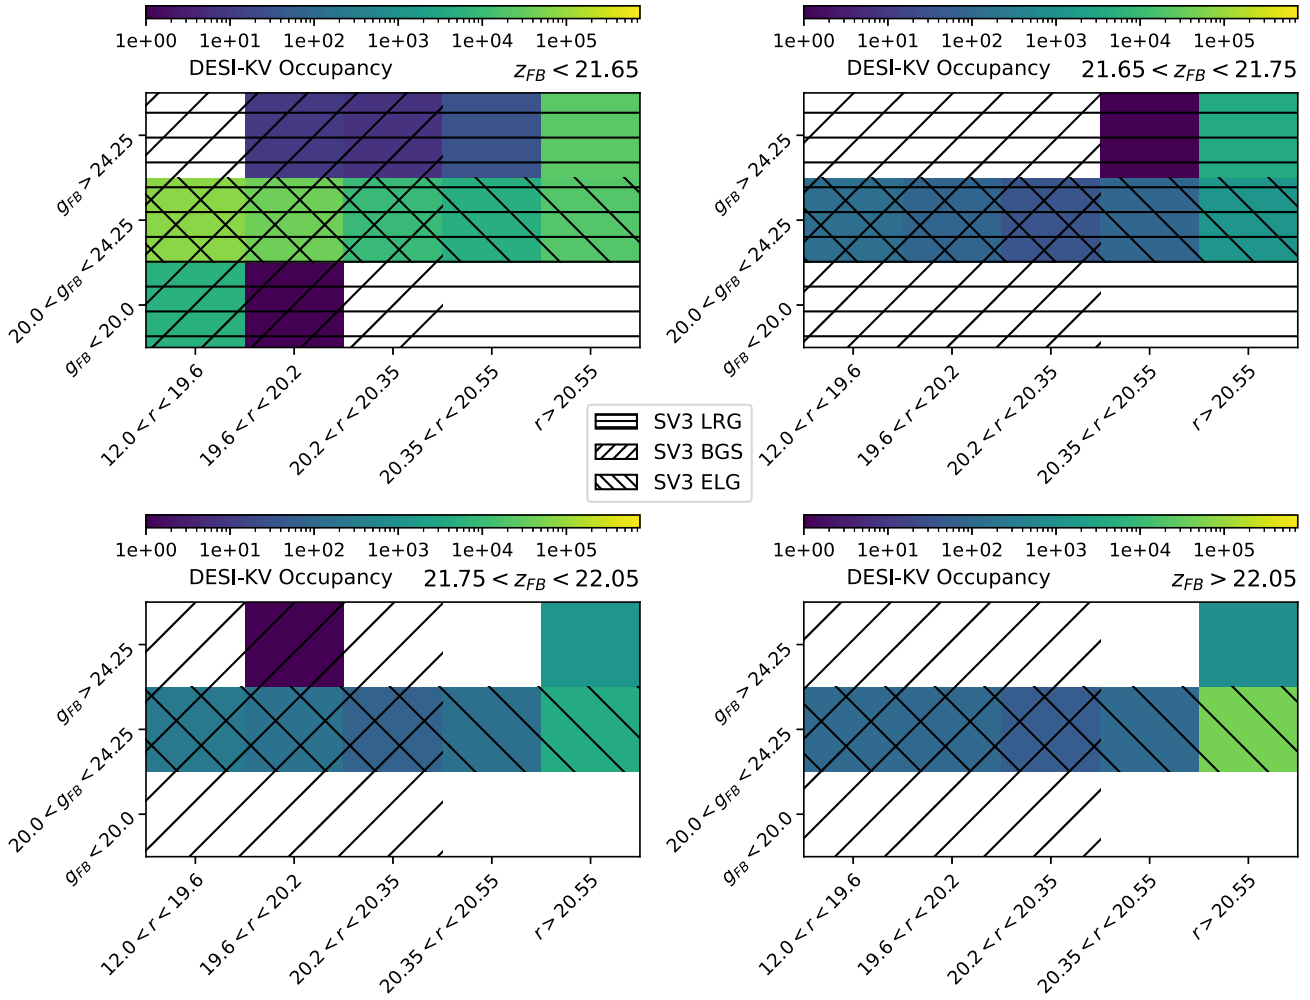 1e+00 1e+01 1e+02 1e+03 1e+04 1e+05
DESI-KV Occupancy z_FB < 21.65
g_FB > 24.25
20.0 < g_FB < 24.25
g_FB < 20.0
12.0 < r < 19.6
19.6 < r < 20.2
20.2 < r < 20.35
20.35 < r < 20.55
r > 20.55
1e+00 1e+01 1e+02 1e+03 1e+04 1e+05
DESI-KV Occupancy 21.65 < z_FB < 21.75
g_FB > 24.25
20.0 < g_FB < 24.25
g_FB < 20.0
12.0 < r < 19.6
19.6 < r < 20.2
20.2 < r < 20.35
20.35 < r < 20.55
r > 20.55
SV3 LRG
SV3 BGS
SV3 ELG
1e+00 1e+01 1e+02 1e+03 1e+04 1e+05
DESI-KV Occupancy 21.75 < z_FB < 22.05
g_FB > 24.25
20.0 < g_FB < 24.25
g_FB < 20.0
12.0 < r < 19.6
19.6 < r < 20.2
20.2 < r < 20.35
20.35 < r < 20.55
r > 20.55
1e+00 1e+01 1e+02 1e+03 1e+04 1e+05
DESI-KV Occupancy z_FB > 22.05
g_FB > 24.25
20.0 < g_FB < 24.25
g_FB < 20.0
12.0 < r < 19.6
19.6 < r < 20.2
20.2 < r < 20.35
20.35 < r < 20.55
r > 20.55